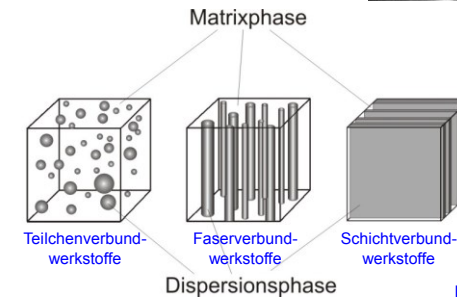 Matrixphase
Teilchenverbund-
werkstoffe
Faserverbund-
werkstoffe
Schichtverbund-
werkstoffe
Dispersionsphase